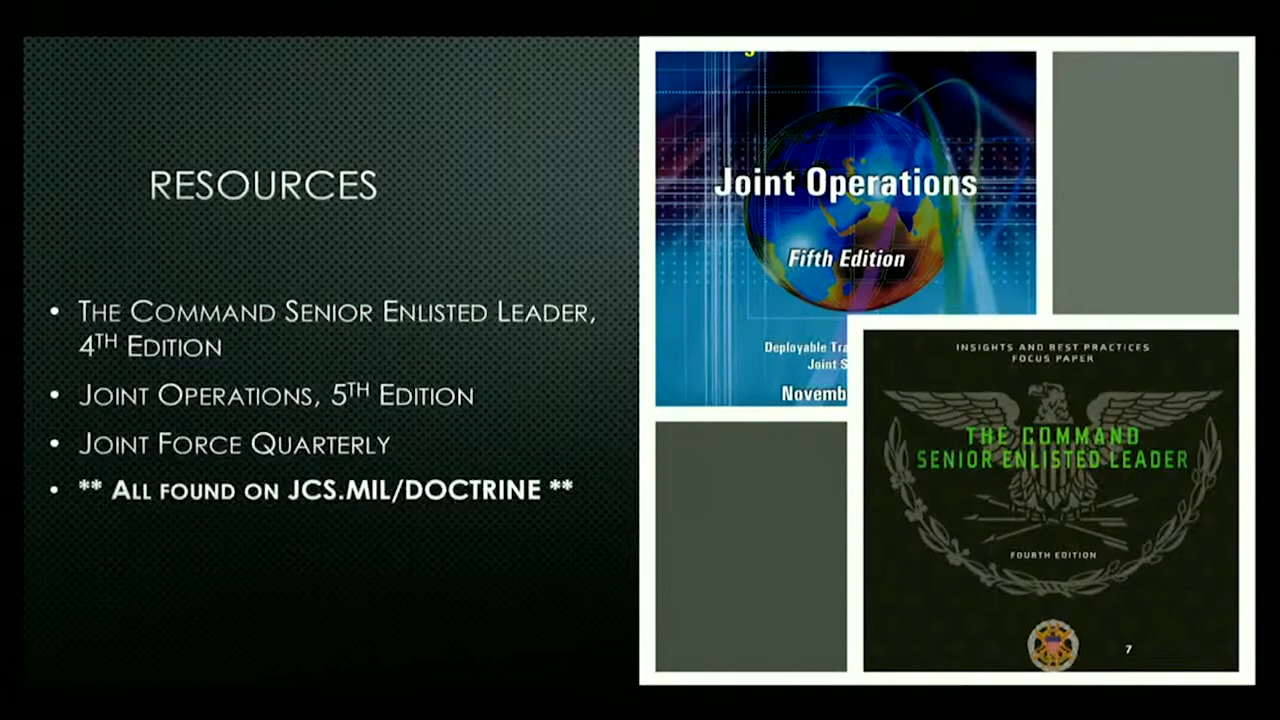 RESOURCES
• THE COMMAND SENIOR ENLISTED LEADER,
4TH EDITION
• JOINT OPERATIONS, 5TH EDITION
• JOINT FORCE QUARTERLY
• ** ALL FOUND ON JCS.MIL/DOCTRINE **
Joint Operations
Fifth Edition
Deployable Tra
Joint S
Novemb
INSIGHTS AND BEST PRACTICES
FOCUS PAPER
THE COMMAND
SENIOR ENLISTED LEADER
FOURTH EDITION
7